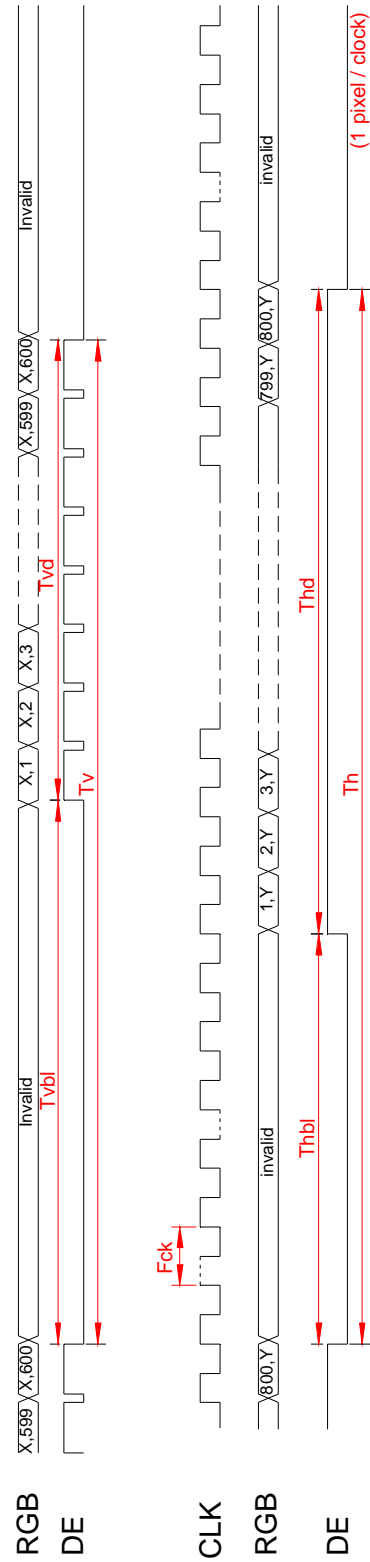 RGB X,599 X,600 Invalid X,1 X,2 X,3 X,599 X,600 Invalid
Tvbl Tvd
DE
Tv
Fck
CLK
RGB 800,Y invalid 1,Y 2,Y 3,Y 799,Y 800,Y invalid
Thbl Thd
DE
Th (1 pixel / clock)